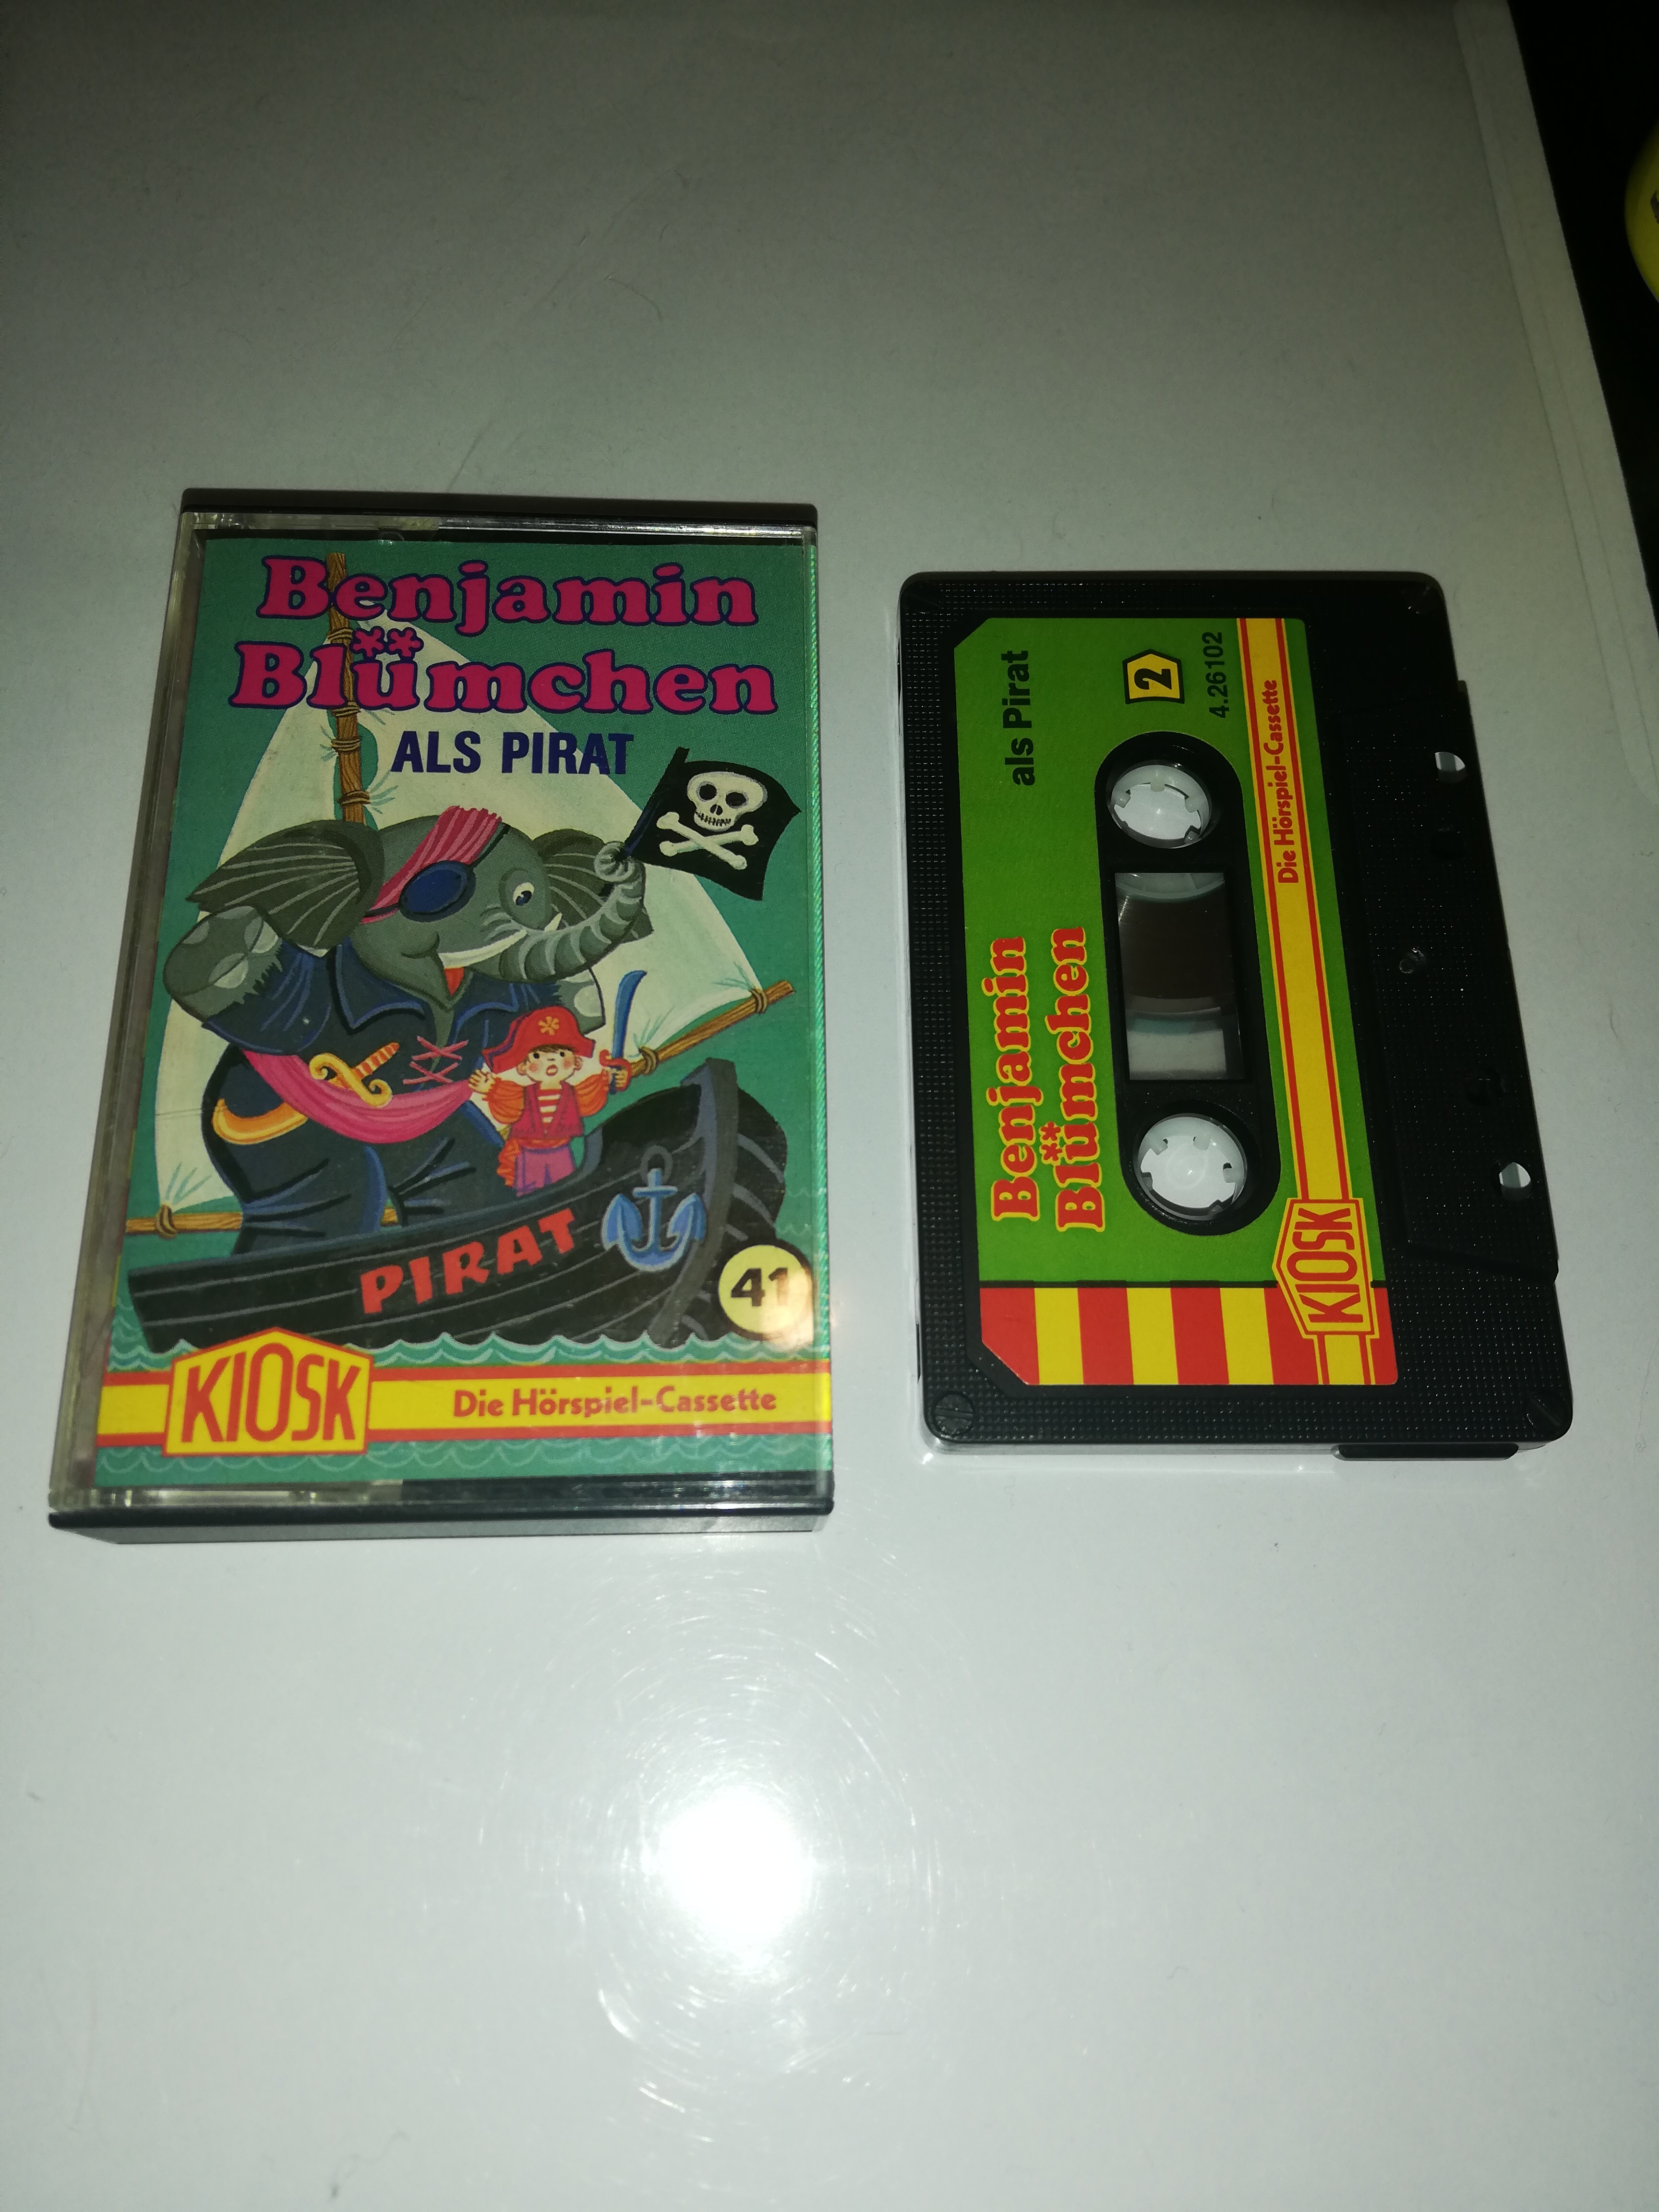 Benjamin
Blümchen
ALS PIRAT
PIRAT
41
KIOSK
Die Hörspiel-Cassette
Benjamin
Blümchen
als Pirat
2
4.26102
KIOSK
Die Hörspiel-Cassette